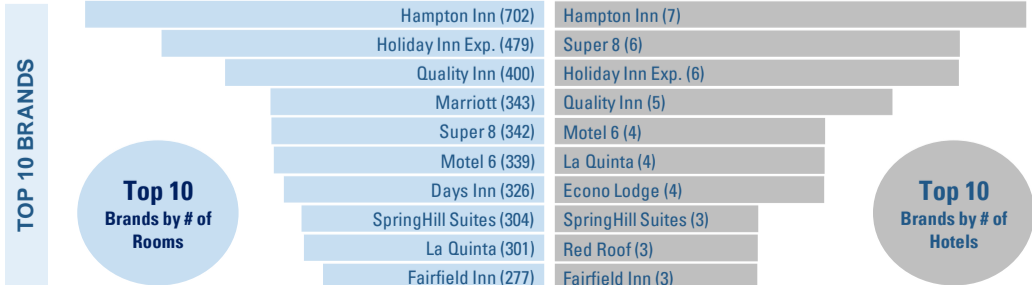 TOP 10 BRANDS
Hampton Inn (702)
Holiday Inn Exp. (479)
Quality Inn (400)
Marriott (343)
Super 8 (342)
Motel 6 (339)
Days Inn (326)
SpringHill Suites (304)
La Quinta (301)
Fairfield Inn (277)
Top 10
Brands by # of
Rooms
Hampton Inn (7)
Super 8 (6)
Holiday Inn Exp. (6)
Quality Inn (5)
Motel 6 (4)
La Quinta (4)
Econo Lodge (4)
SpringHill Suites (3)
Red Roof (3)
Fairfield Inn (3)
Top 10
Brands by # of
Hotels